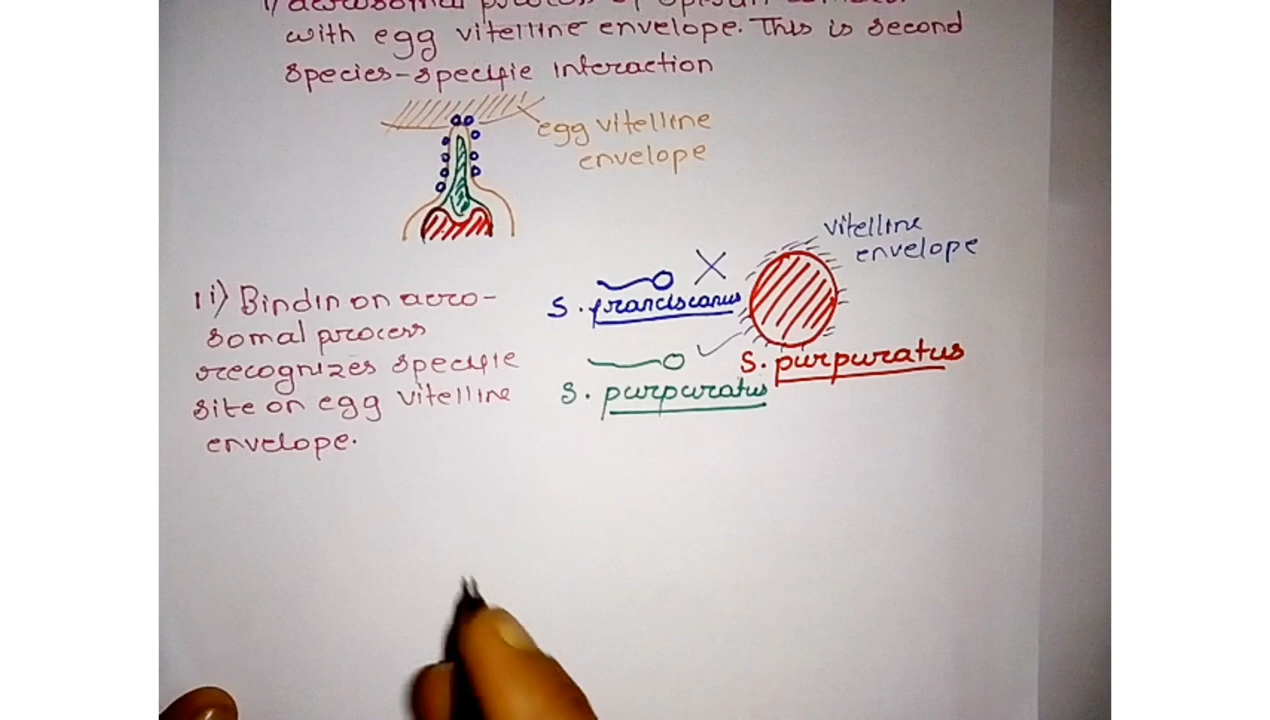 with egg vitelline envelope. This is second
species-specific interaction
egg vitelline
envelope
vitelline
envelope
S. franciscanus
S. purpuratus
S. purpuratus
ii) Bindin on acro-
somal process
recognizes specific
site on egg vitelline
envelope.